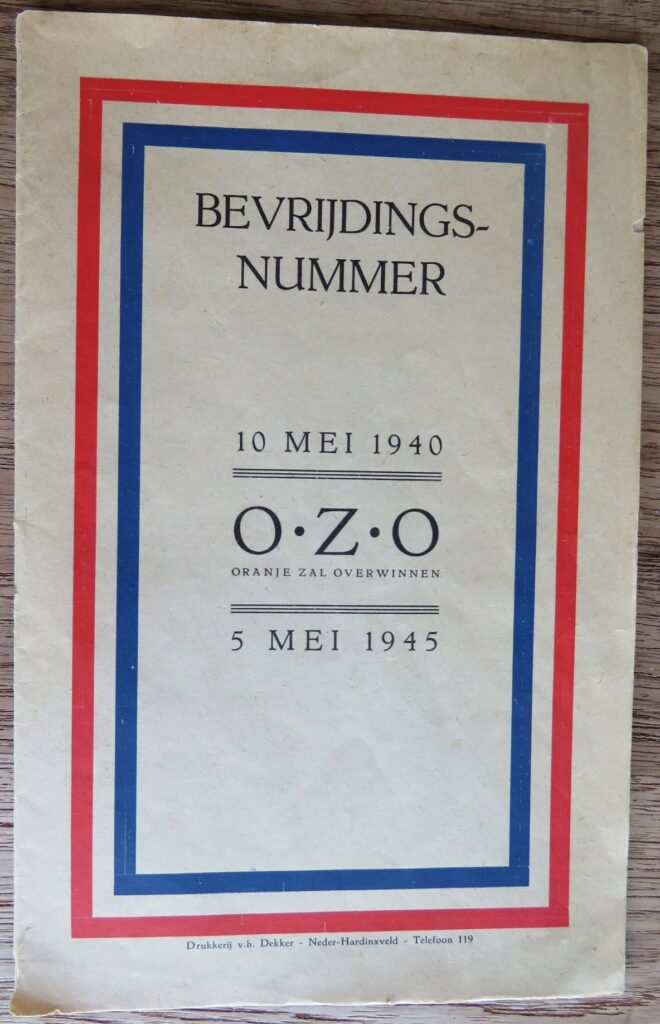 BEVRIJDINGS-
NUMMER
10 MEI 1940
O·Z·O
ORANJE ZAL OVERWINNEN
5 MEI 1945
Drukkerij v.h. Dekker - Neder-Hardinxveld - Telefoon 119